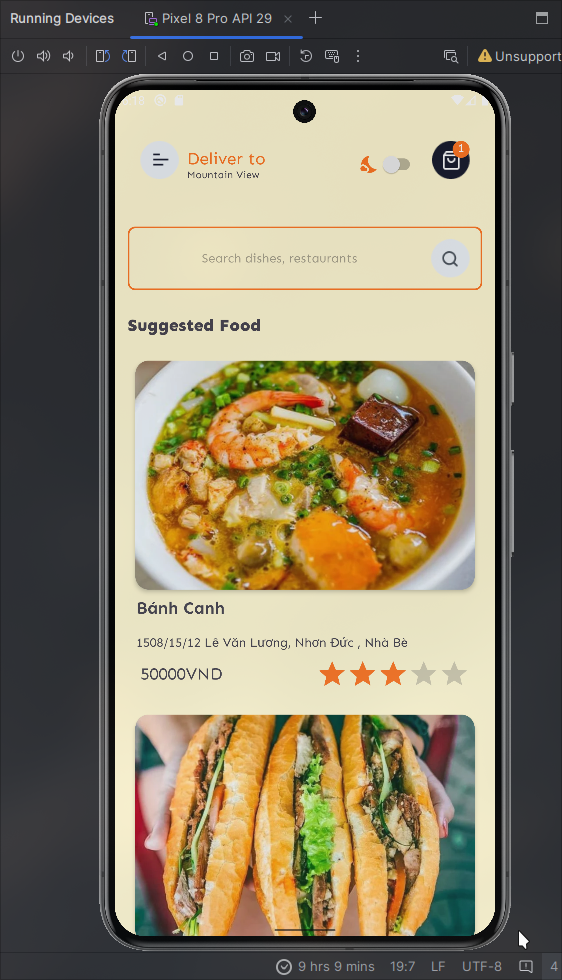 Running Devices
Pixel 8 Pro API 29
Unsupport
Deliver to
Mountain View
1
Search dishes, restaurants
Suggested Food
Bánh Canh
1508/15/12 Lê Văn Lương, Nhơn Đức , Nhà Bè
50000VND
9 hrs 9 mins
19:7
LF
UTF-8
4